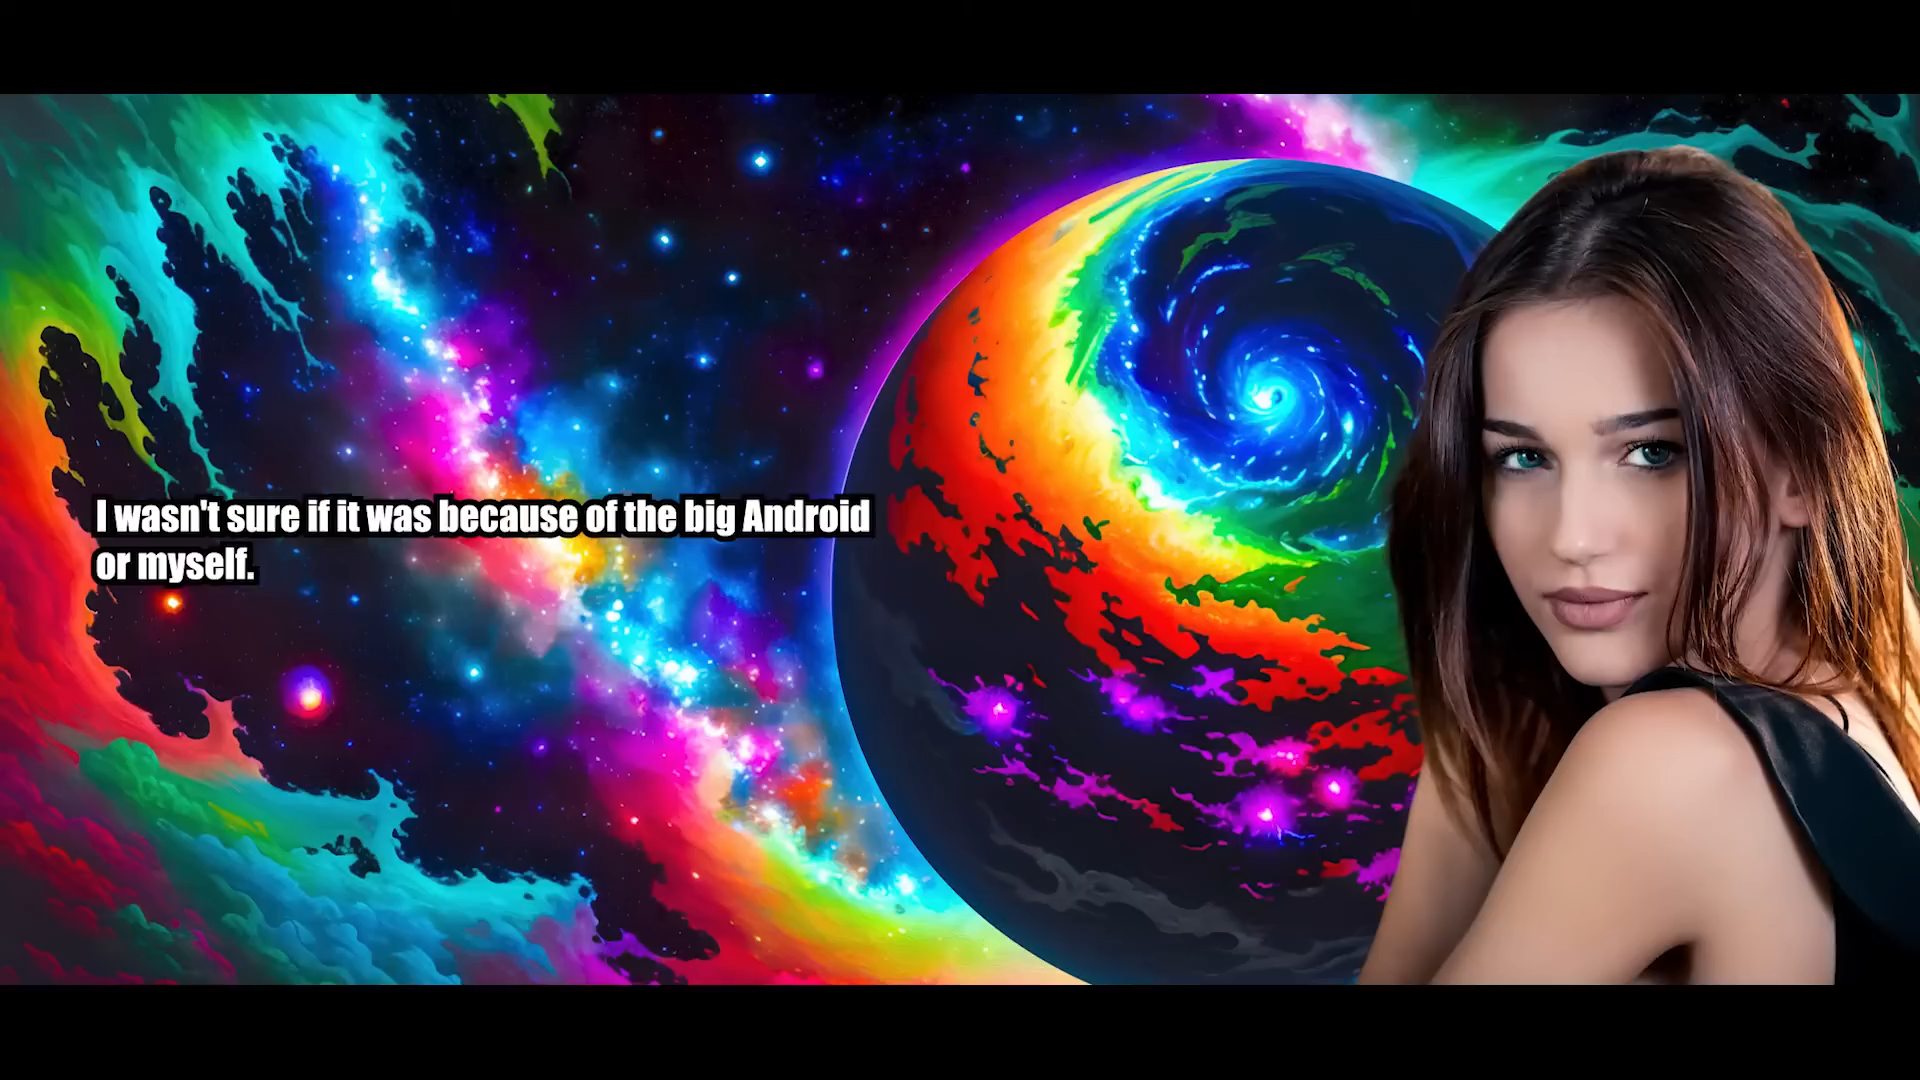 I wasn't sure if it was because of the big Android
or myself.